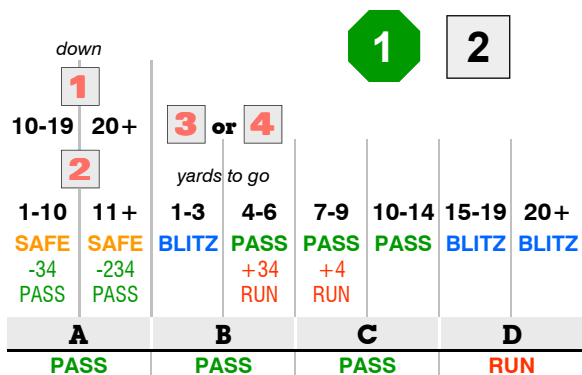 1 2
down
1
10-19 20+ 3 or 4
2 yards to go
1-10 11+ 1-3 4-6 7-9 10-14 15-19 20+
SAFE SAFE BLITZ PASS PASS PASS BLITZ BLITZ
-34 -234 +34 +4
PASS PASS RUN RUN
A B C D
PASS PASS PASS RUN